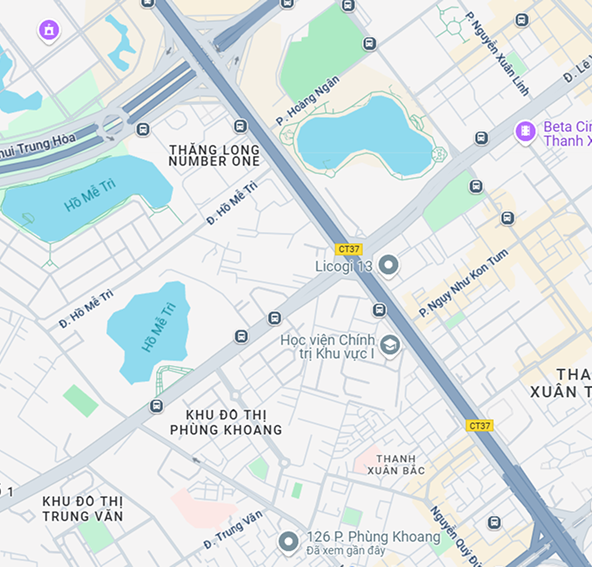 P. Nguyễn Xuân Linh
P. Hoàng Ngân
Đ. Lê
hui Trung Hòa
Beta Cin
Thanh X
THĂNG LONG
NUMBER ONE
Hồ Mễ Trì
Đ. Hồ Mễ Trì
CT37
Licogi 13
P. Ngụy Như Kon Tum
Đ. Hồ Mễ Trì
Hồ Mễ Trì
Học viện Chính
trị Khu vực I
THA
XUÂN T
KHU ĐÔ THỊ
PHÙNG KHOANG
CT37
THANH
XUÂN BẮC
ố 1
KHU ĐÔ THỊ
TRUNG VĂN
Đ. Trung Văn
126 P. Phùng Khoang
Đã xem gần đây
Nguyễn Quý Đứ